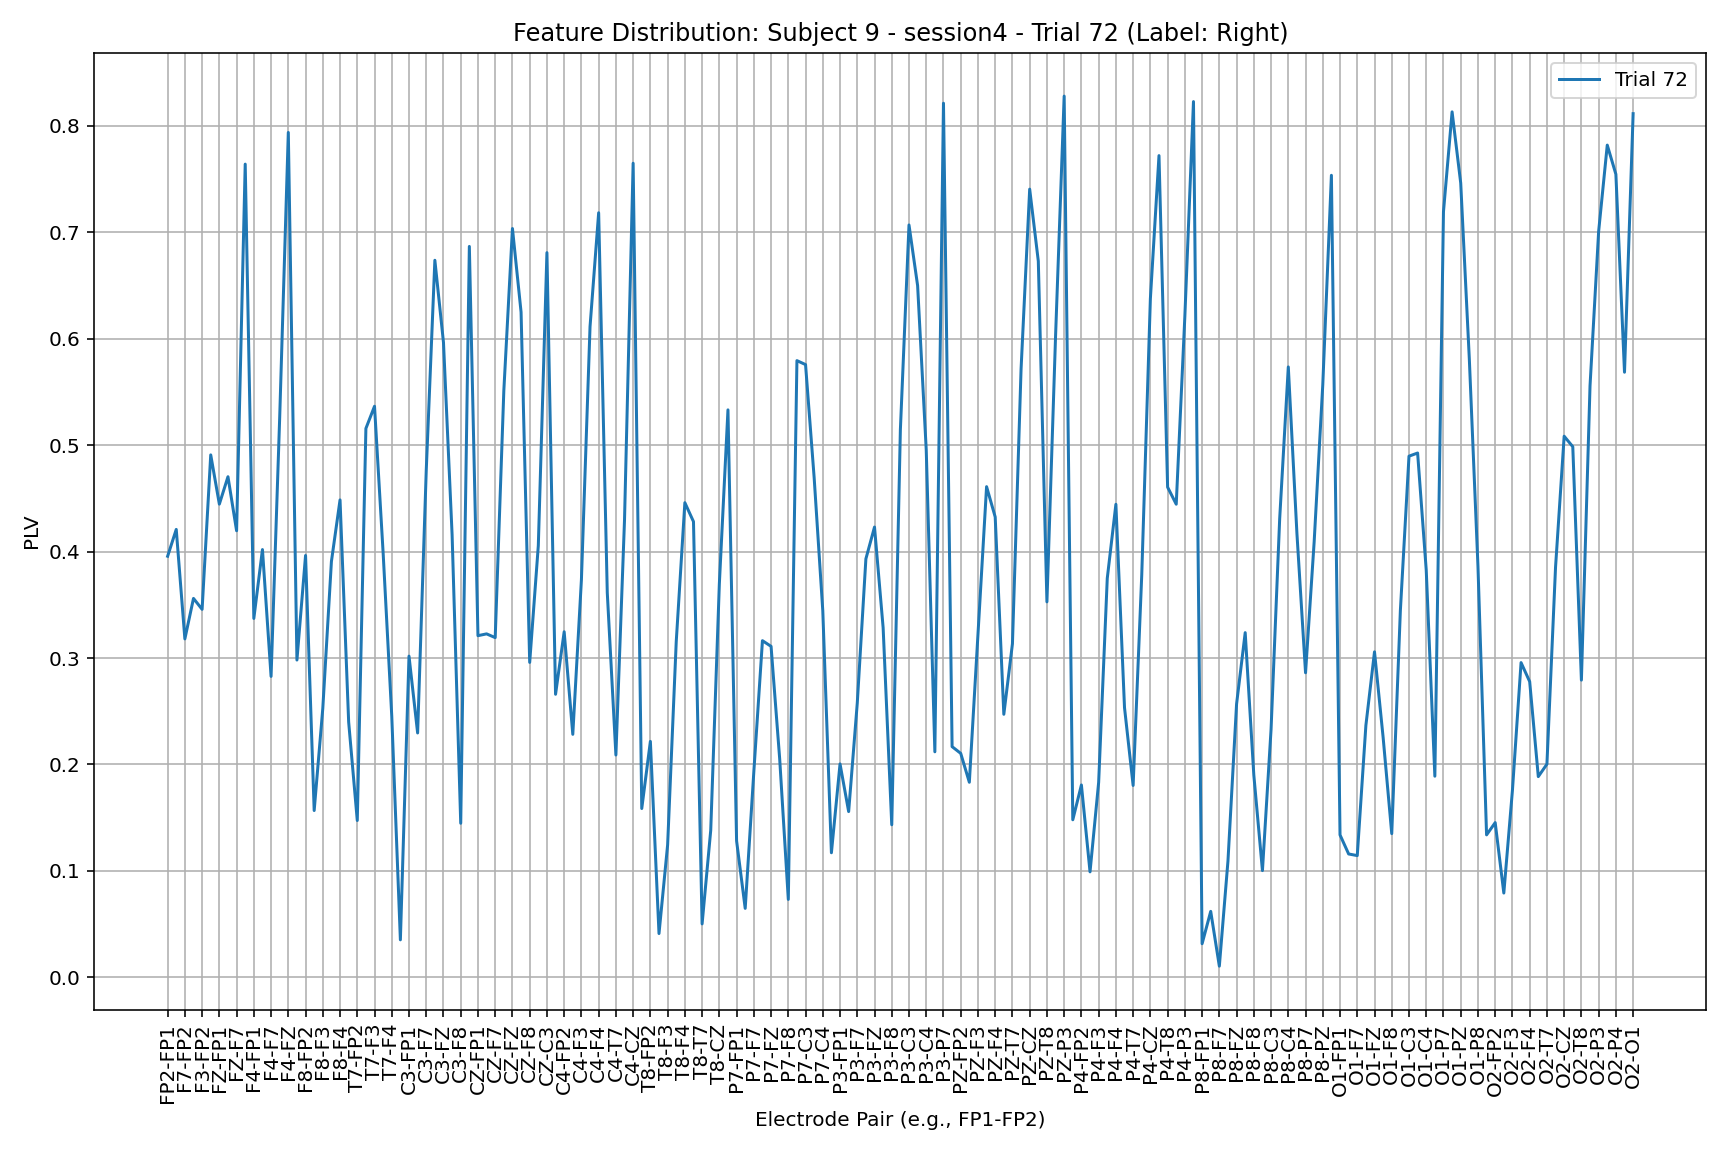 Feature Distribution: Subject 9 - session4 - Trial 72 (Label: Right)
Trial 72
PLV
0.8
0.7
0.6
0.5
0.4
0.3
0.2
0.1
0.0
FP2-FP1
F7-FP2
F3-FP2
FZ-FP1
FZ-F7
F4-FP1
F4-F7
F4-FZ
F8-FP2
F8-F3
F8-F4
T7-FP2
T7-F3
T7-F4
C3-FP1
C3-F7
C3-FZ
C3-F8
CZ-FP1
CZ-F7
CZ-FZ
CZ-F8
CZ-C3
C4-FP2
C4-F3
C4-F4
C4-T7
C4-CZ
T8-FP2
T8-F3
T8-F4
T8-T7
T8-CZ
P7-FP1
P7-F7
P7-FZ
P7-F8
P7-C3
P7-C4
P3-FP1
P3-F7
P3-FZ
P3-F8
P3-C3
P3-C4
P3-P7
PZ-FP2
PZ-F3
PZ-F4
PZ-T7
PZ-CZ
PZ-T8
PZ-P3
P4-FP2
P4-F3
P4-F4
P4-T7
P4-CZ
P4-T8
P4-P3
P8-FP1
P8-F7
P8-FZ
P8-F8
P8-C3
P8-C4
P8-P7
P8-PZ
O1-FP1
O1-F7
O1-FZ
O1-F8
O1-C3
O1-C4
O1-P7
O1-PZ
O1-P8
O2-FP2
O2-F3
O2-F4
O2-T7
O2-CZ
O2-T8
O2-P3
O2-P4
O2-O1
Electrode Pair (e.g., FP1-FP2)